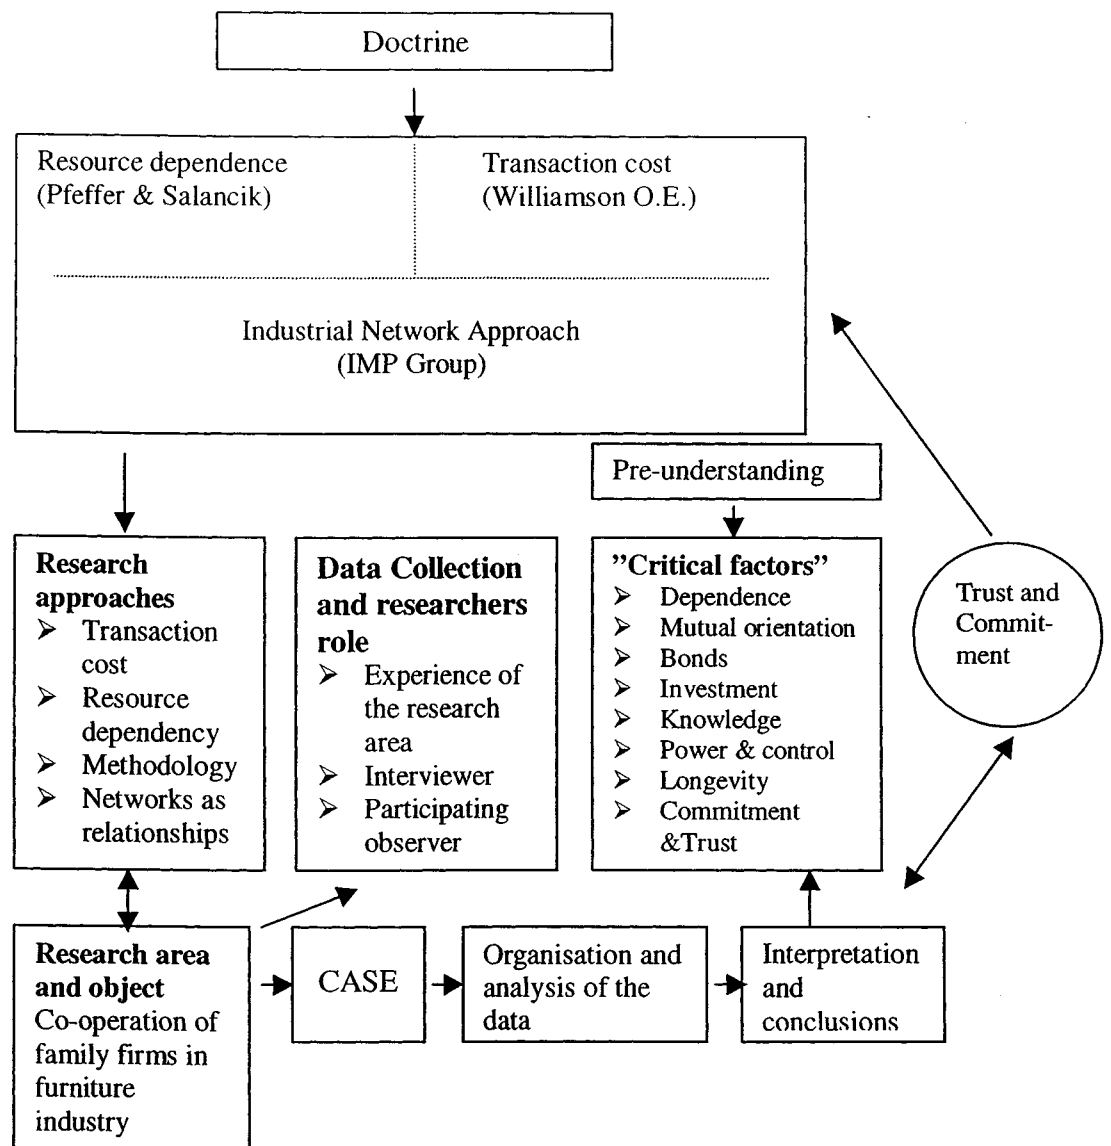 Doctrine
Resource dependence
(Pfeffer & Salancik)
Transaction cost
(Williamson O.E.)
Industrial Network Approach
(IMP Group)
Pre-understanding
Research
approaches
➢ Transaction
cost
➢ Resource
dependency
➢ Methodology
➢ Networks as
relationships
Data Collection
and researchers
role
➢ Experience of
the research
area
➢ Interviewer
➢ Participating
observer
”Critical factors”
➢ Dependence
➢ Mutual orientation
➢ Bonds
➢ Investment
➢ Knowledge
➢ Power & control
➢ Longevity
➢ Commitment
&Trust
Trust and
Commit-
ment
Research area
and object
Co-operation of
family firms in
furniture
industry
CASE
Organisation and
analysis of the
data
Interpretation
and
conclusions